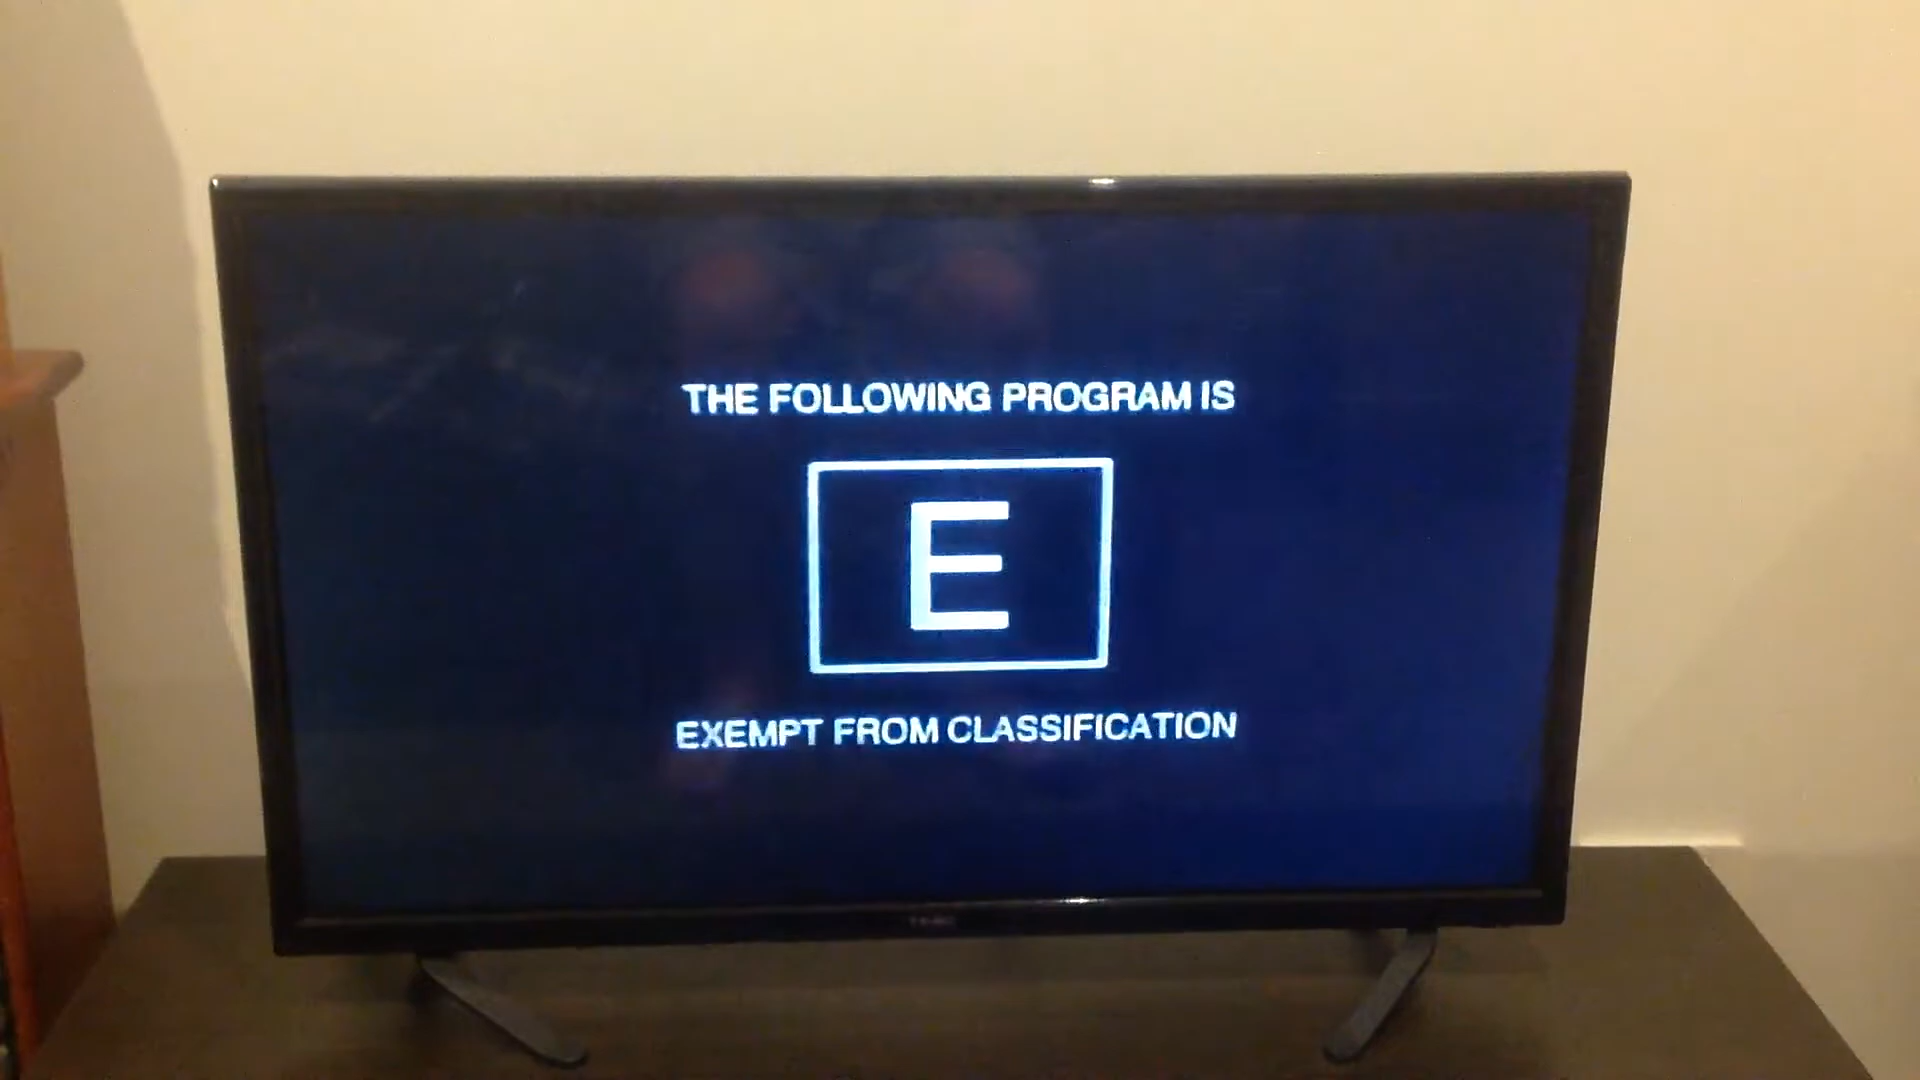 THE FOLLOWING PROGRAM IS
E
EXEMPT FROM CLASSIFICATION